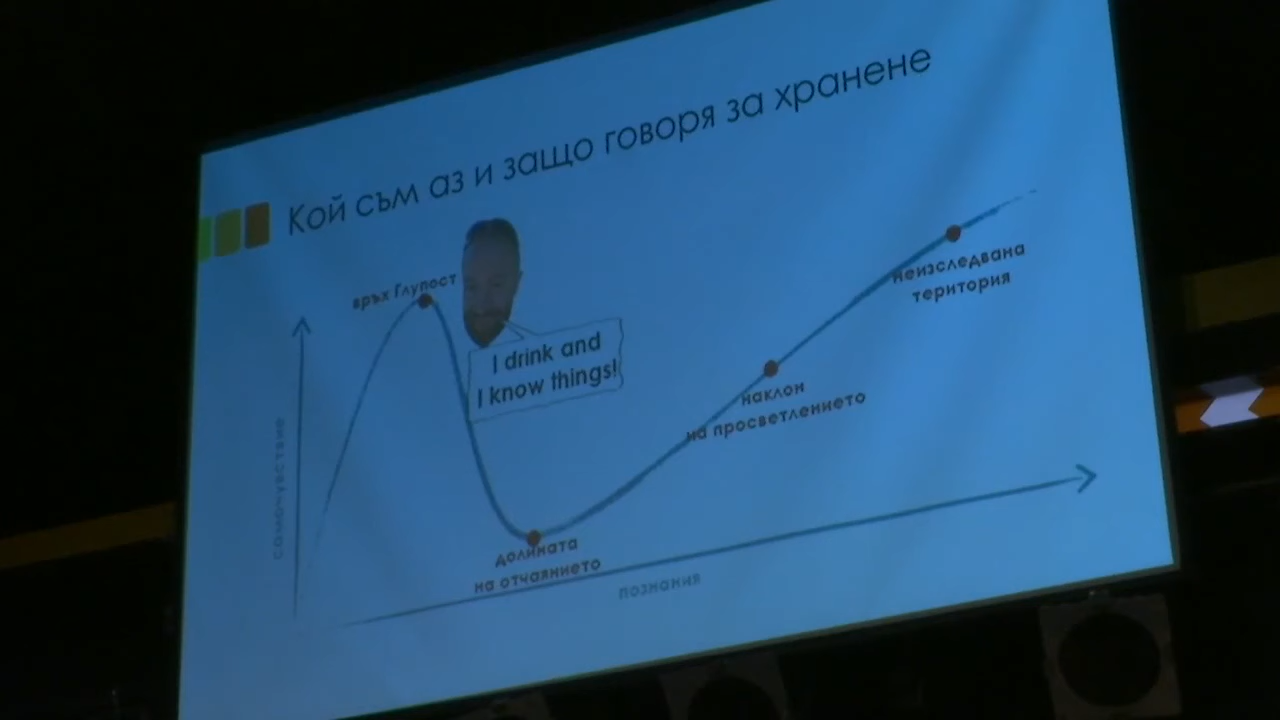 Кой съм аз и защо говоря за хранене
връх Глупост
I drink and
I know things!
неизследвана
територия
наклон
на просветлението
долината
на отчаянието
самочувствие
познания